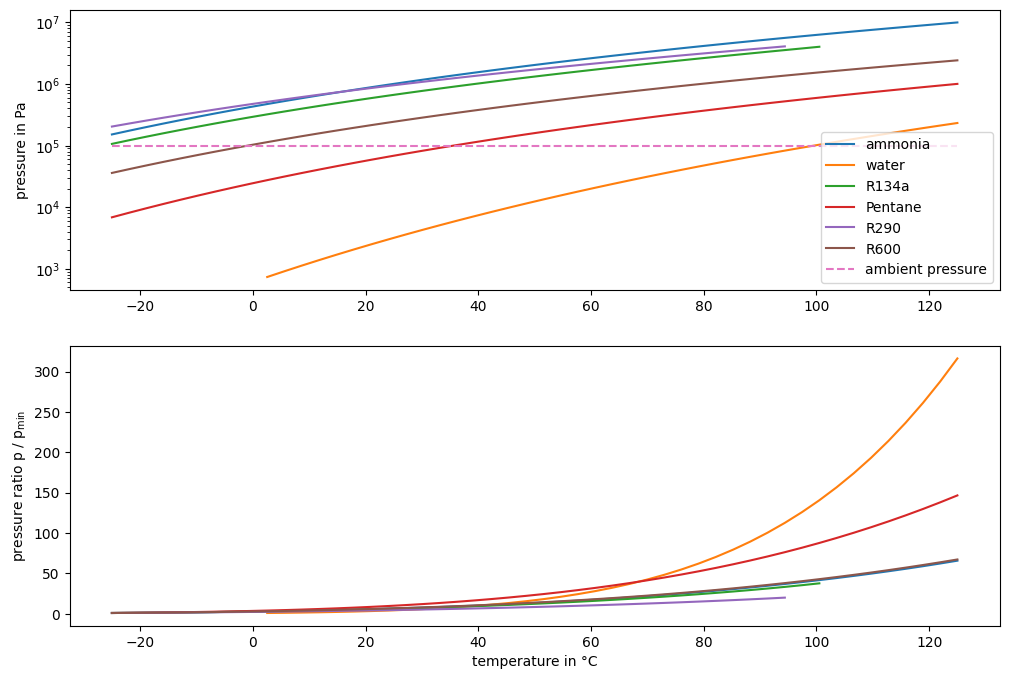 10⁷
10⁶
10⁵
10⁴
10³
pressure in Pa
ammonia
water
R134a
Pentane
R290
R600
ambient pressure
−20 0 20 40 60 80 100 120
300
250
200
150
100
50
0
pressure ratio p / pmin
−20 0 20 40 60 80 100 120
temperature in °C